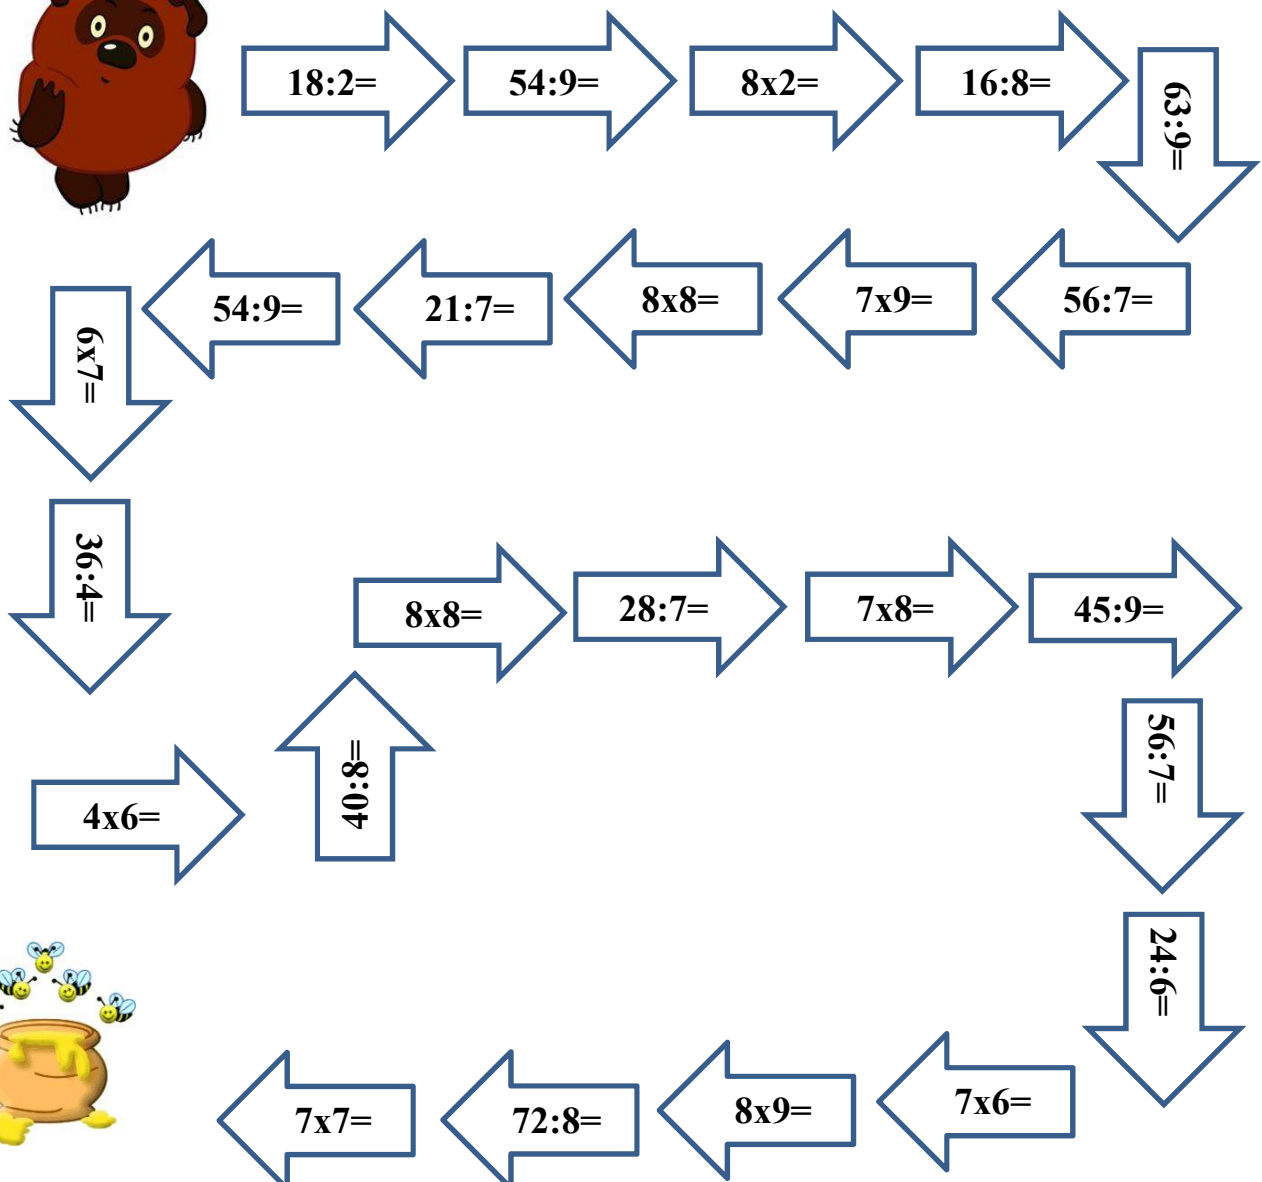 18:2=
54:9=
8x2=
16:8=
63:9=
56:7=
7x9=
8x8=
21:7=
54:9=
6x7=
36:4=
4x6=
40:8=
8x8=
28:7=
7x8=
45:9=
56:7=
24:6=
7x6=
8x9=
72:8=
7x7=